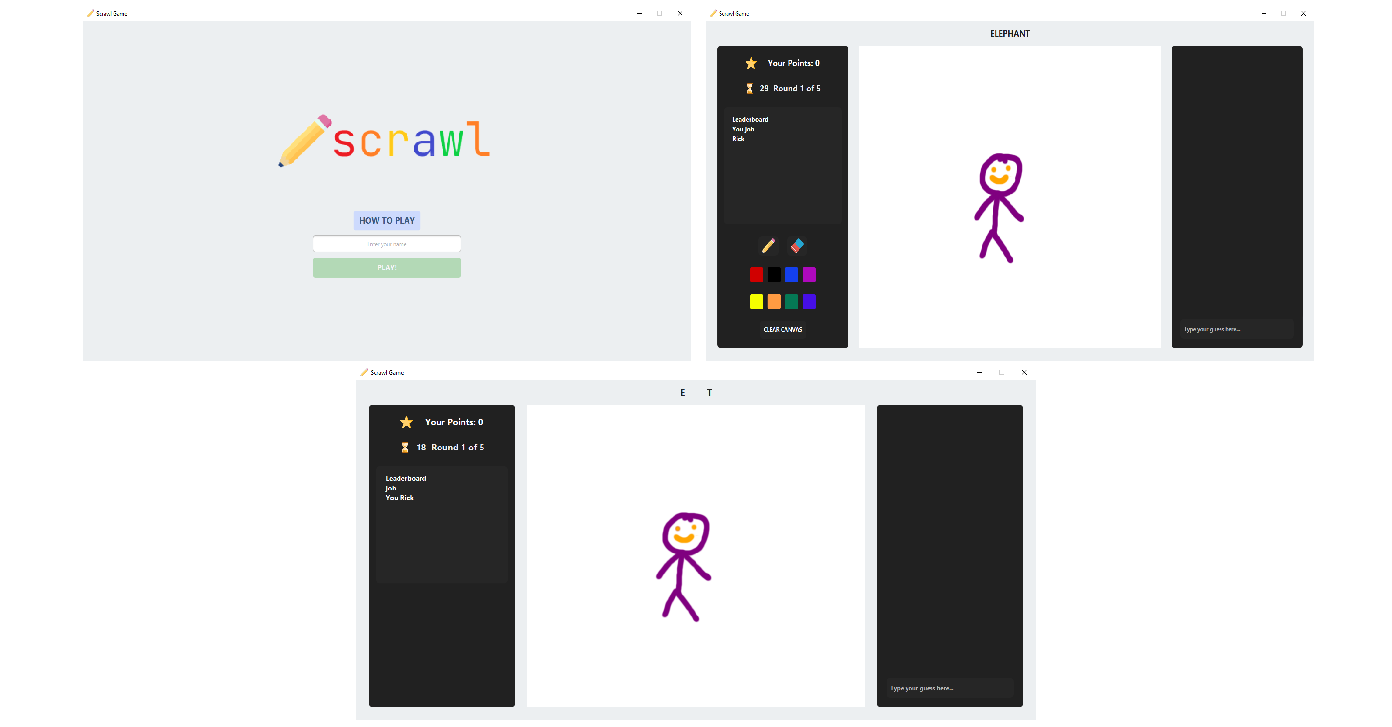 Scrawl Game
scrawl
HOW TO PLAY
Enter your name
PLAY!
Scrawl Game
ELEPHANT
Your Points: 0
29 Round 1 of 5
Leaderboard
You Job
Rick
CLEAR CANVAS
Type your guess here...
Scrawl Game
E T
Your Points: 0
18 Round 1 of 5
Leaderboard
Job
You Rick
Type your guess here...